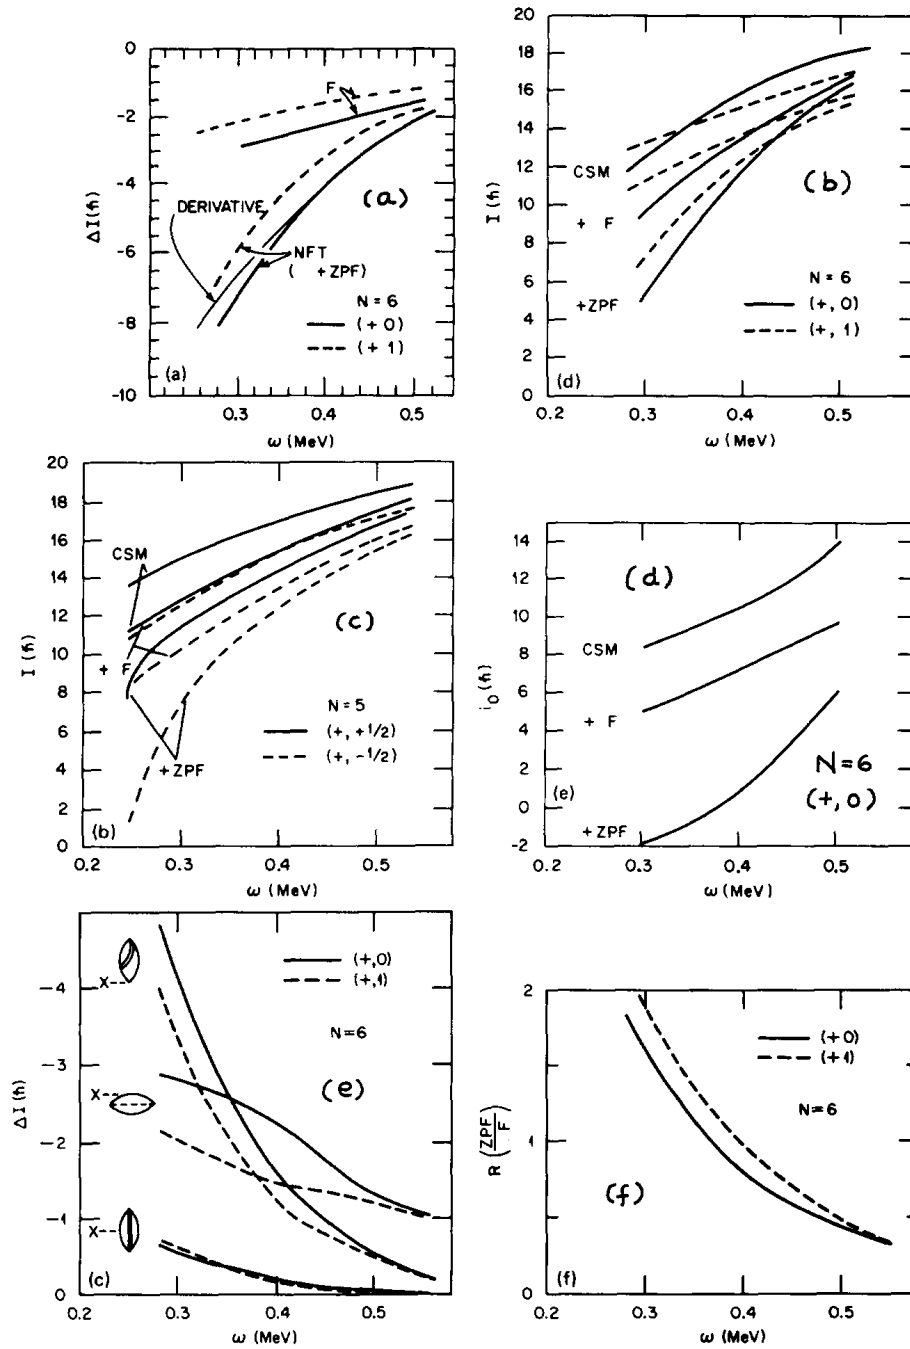 0
-2
-4
-6
-8
-10
ΔI(ħ)
F
(a)
DERIVATIVE
NFT
( +ZPF)
N=6
(+0)
(+1)
(a)
0.3
0.4
0.5
ω (MeV)
18
16
14
12
10
8
6
4
2
0
I (ħ)
CSM
+ F
+ZPF
(b)
N=6
(+,0)
(+,1)
(d)
0.2
0.3
0.4
0.5
ω (MeV)
20
18
16
14
12
10
8
6
4
2
0
I (ħ)
CSM
+ F
+ZPF
(c)
N=5
(+,+1/2)
(+,-1/2)
(b)
0.2
0.3
0.4
0.5
ω (MeV)
14
12
10
8
6
4
2
0
-2
i0(ħ)
(d)
CSM
+ F
+ZPF
N=6
(+,0)
(e)
0.2
0.3
0.4
0.5
ω (MeV)
-4
-3
-2
-1
0
ΔI(ħ)
X--
X--
X--
(+,0)
(+,1)
N=6
(e)
(c)
0.2
0.3
0.4
0.5
ω (MeV)
2
1
0
R (ZPF/F)
(+0)
(+1)
N=6
(f)
(f)
0.2
0.3
0.4
0.5
ω (MeV)